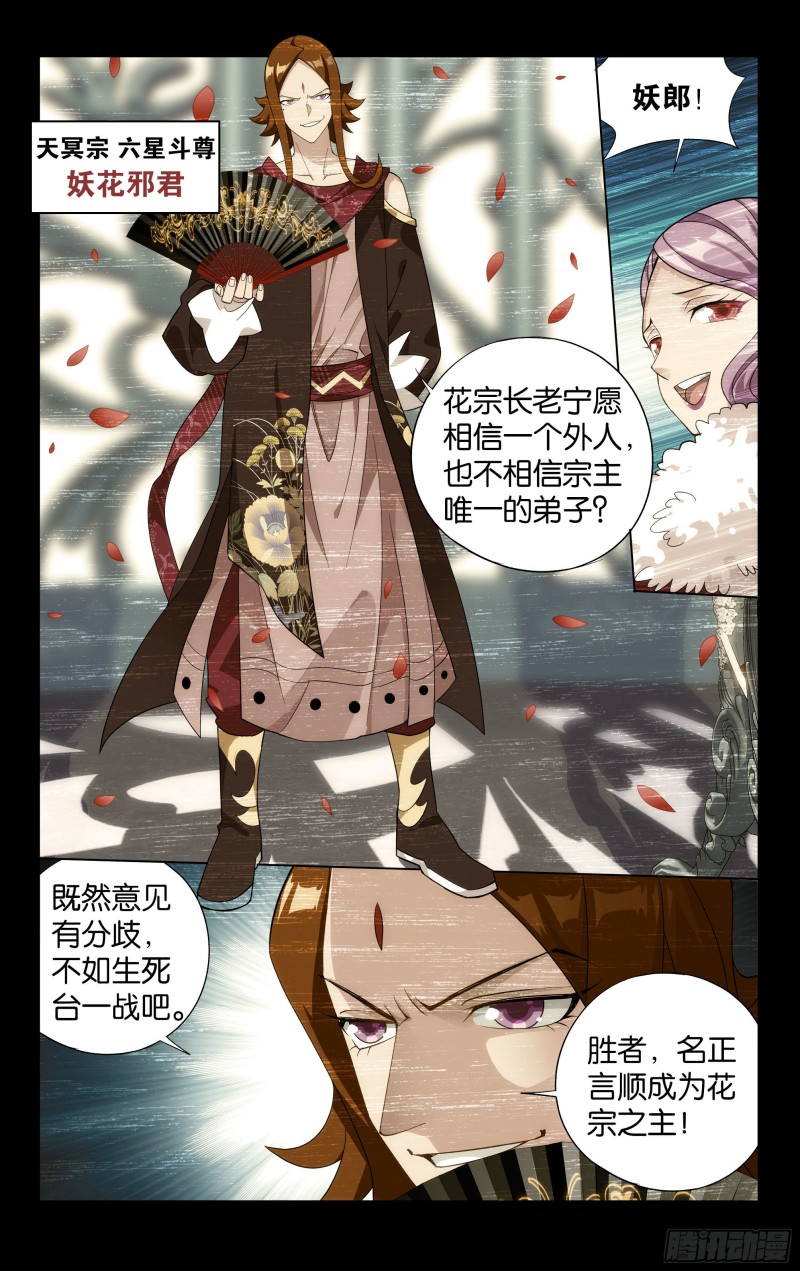 天冥宗 六星斗尊
妖花邪君
妖郎！
花宗长老宁愿
相信一个外人，
也不相信宗主
唯一的弟子？
既然意见
有分歧，
不如生死
台一战吧。
胜者，名正
言顺成为花
宗之主！
腾讯动漫